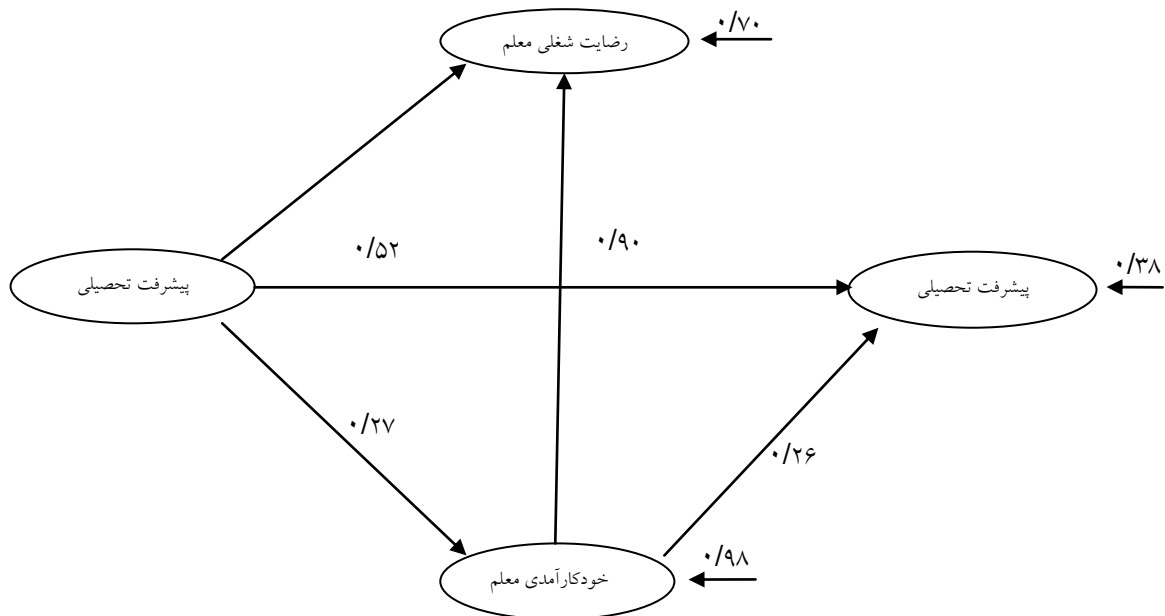 رضایت شغلی معلم
۰/۷۰
۰/۵۲
۰/۹۰
۰/۳۸
پیشرفت تحصیلی
پیشرفت تحصیلی
۰/۲۷
۰/۲۶
۰/۹۸
خودکارآمدی معلم